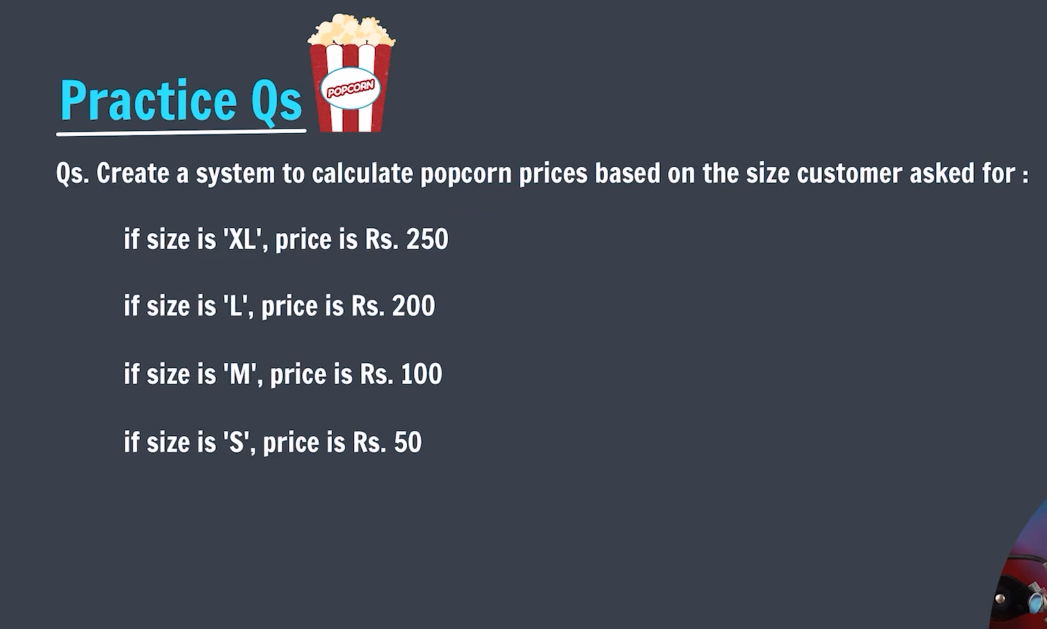 Practice Qs
POPCORN
Qs. Create a system to calculate popcorn prices based on the size customer asked for :
if size is 'XL', price is Rs. 250
if size is 'L', price is Rs. 200
if size is 'M', price is Rs. 100
if size is 'S', price is Rs. 50